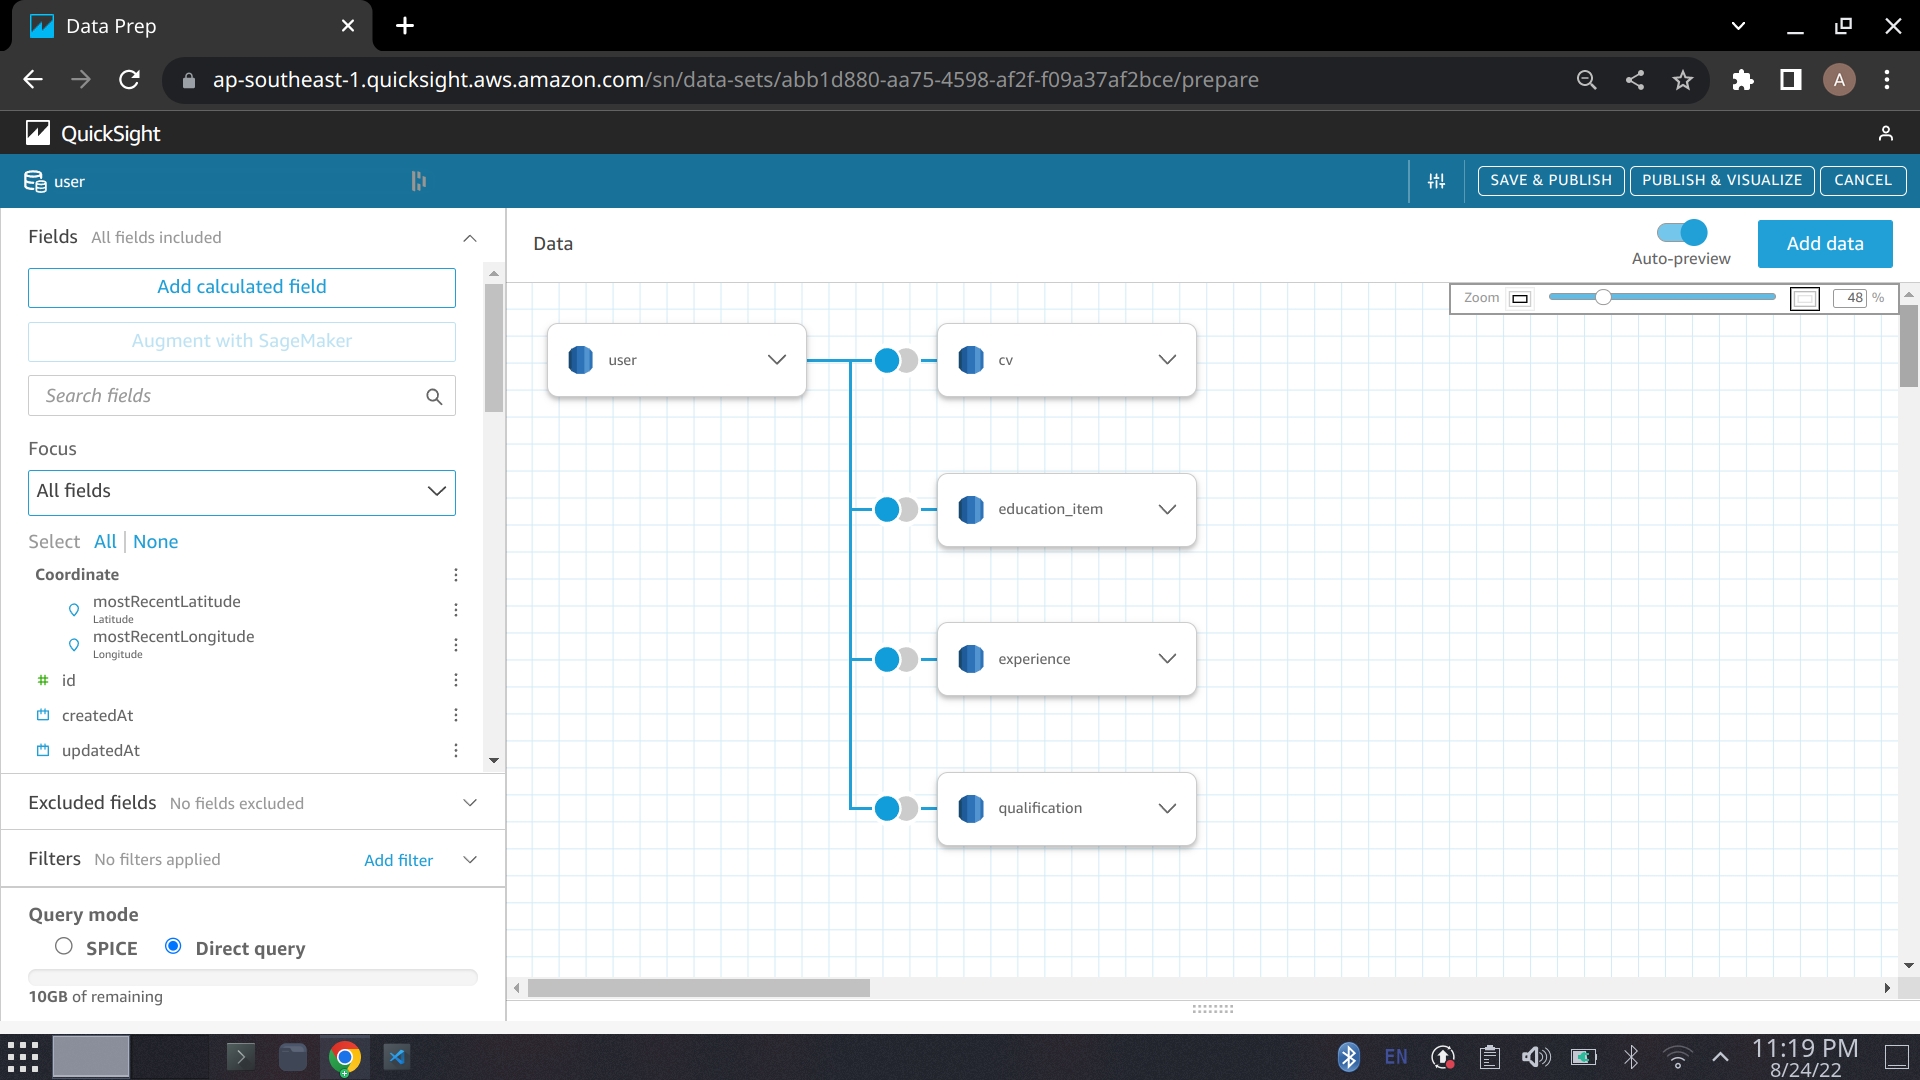 Data Prep
ap-southeast-1.quicksight.aws.amazon.com/sn/data-sets/abb1d880-aa75-4598-af2f-f09a37af2bce/prepare
A
QuickSight
user
SAVE & PUBLISH
PUBLISH & VISUALIZE
CANCEL
Fields All fields included
Add calculated field
Augment with SageMaker
Search fields
Focus
All fields
Select All None
Coordinate
mostRecentLatitude
Latitude
mostRecentLongitude
Longitude
id
createdAt
updatedAt
Excluded fields No fields excluded
Filters No filters applied Add filter
Query mode
SPICE Direct query
10GB of remaining
Data
Auto-preview
Add data
Zoom 48 %
user
cv
education_item
experience
qualification
EN
11:19 PM
8/24/22